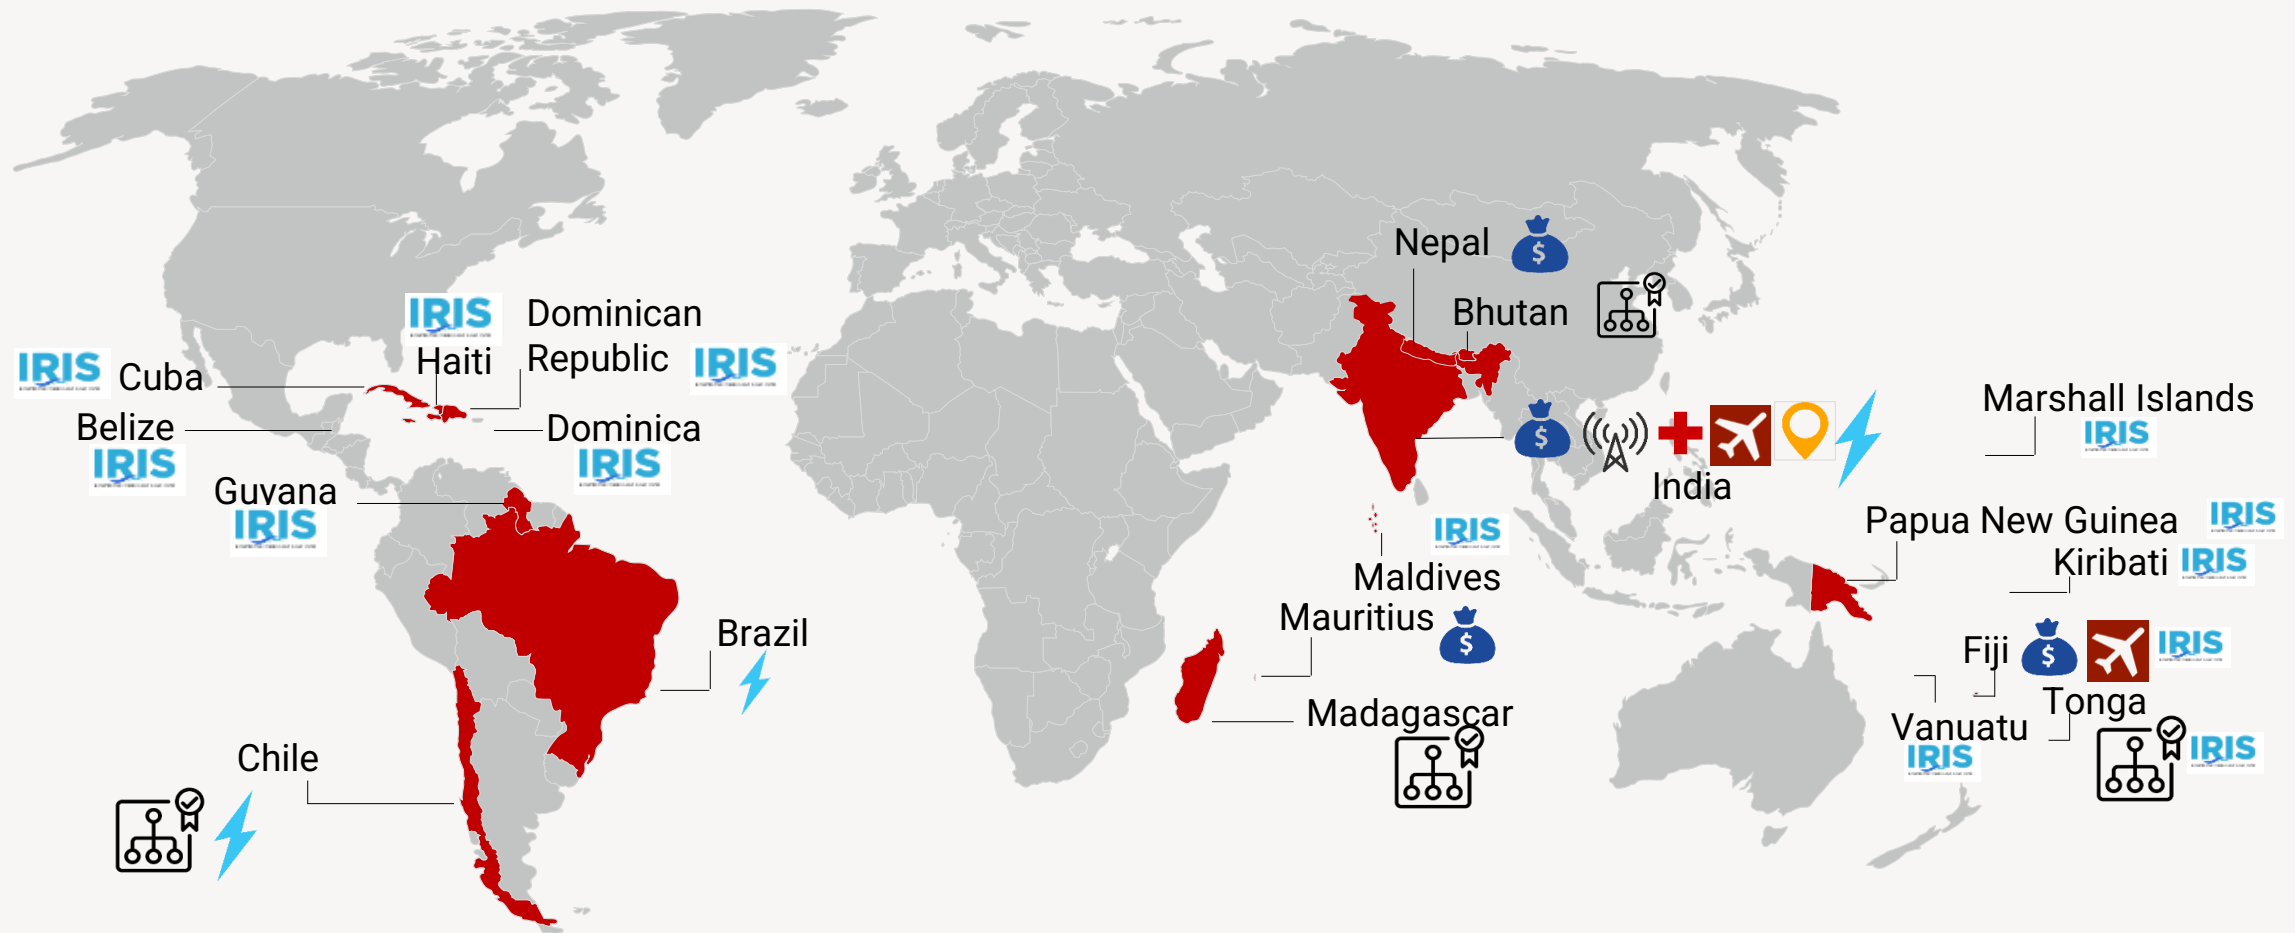 Nepal
$
Bhutan
IRIS
Haiti
Dominican
Republic
IRIS
IRIS
Cuba
Belize
IRIS
Dominica
IRIS
Guvana
IRIS
$
India
Marshall Islands
IRIS
Papua New Guinea
IRIS
Kiribati
IRIS
IRIS
Maldives
Mauritius
$
Fiji
$
IRIS
Tonga
IRIS
Vanuatu
IRIS
Madagascar
Brazil
Chile